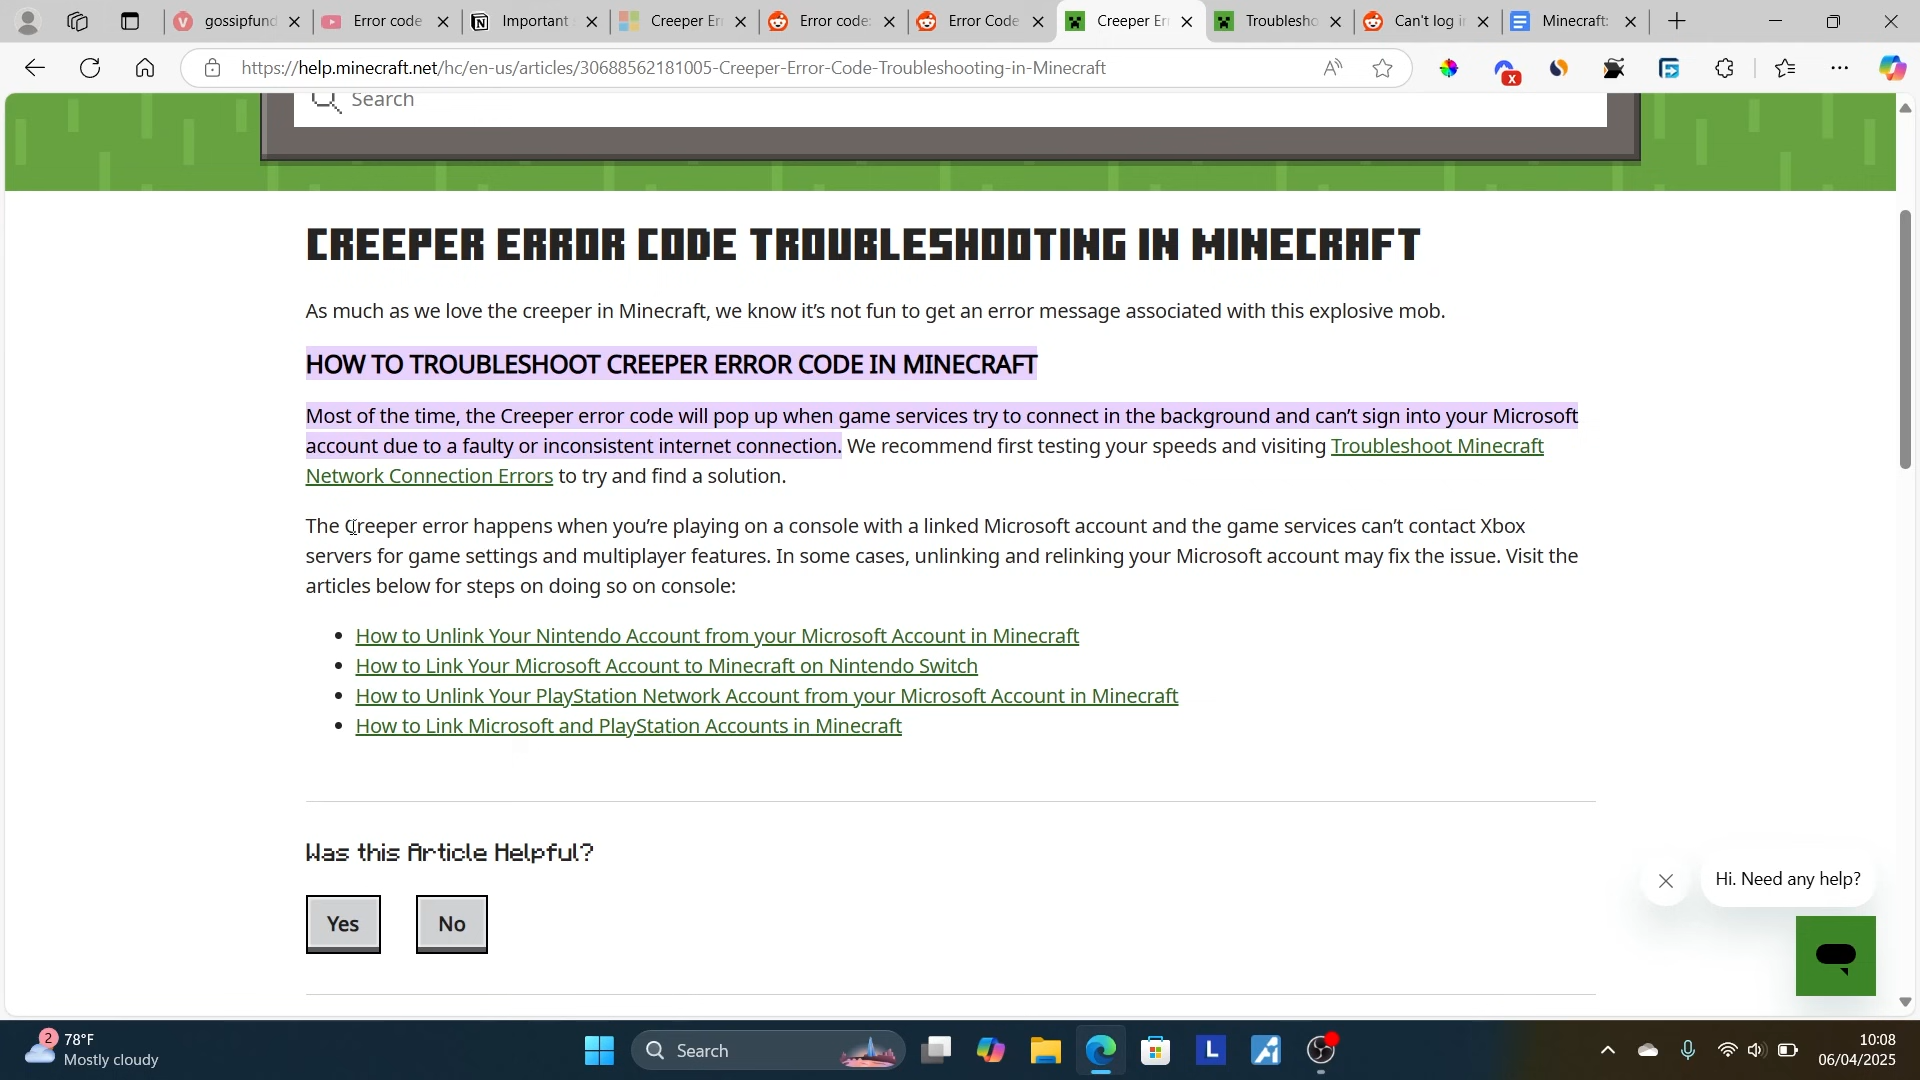 gossipfund
Error code
Important
Creeper Er
Error code:
Error Code
Creeper Er
Troublesho
Can't log i
Minecraft:
https://help.minecraft.net/hc/en-us/articles/30688562181005-Creeper-Error-Code-Troubleshooting-in-Minecraft
Search
CREEPER ERROR CODE TROUBLESHOOTING IN MINECRAFT
As much as we love the creeper in Minecraft, we know it's not fun to get an error message associated with this explosive mob.
HOW TO TROUBLESHOOT CREEPER ERROR CODE IN MINECRAFT
Most of the time, the Creeper error code will pop up when game services try to connect in the background and can't sign into your Microsoft
account due to a faulty or inconsistent internet connection. We recommend first testing your speeds and visiting Troubleshoot Minecraft
Network Connection Errors to try and find a solution.
The Creeper error happens when you're playing on a console with a linked Microsoft account and the game services can't contact Xbox
servers for game settings and multiplayer features. In some cases, unlinking and relinking your Microsoft account may fix the issue. Visit the
articles below for steps on doing so on console:
• How to Unlink Your Nintendo Account from your Microsoft Account in Minecraft
• How to Link Your Microsoft Account to Minecraft on Nintendo Switch
• How to Unlink Your PlayStation Network Account from your Microsoft Account in Minecraft
• How to Link Microsoft and PlayStation Accounts in Minecraft
Was this Article Helpful?
Yes
No
Hi. Need any help?
2
78°F
Mostly cloudy
Search
L
10:08
06/04/2025